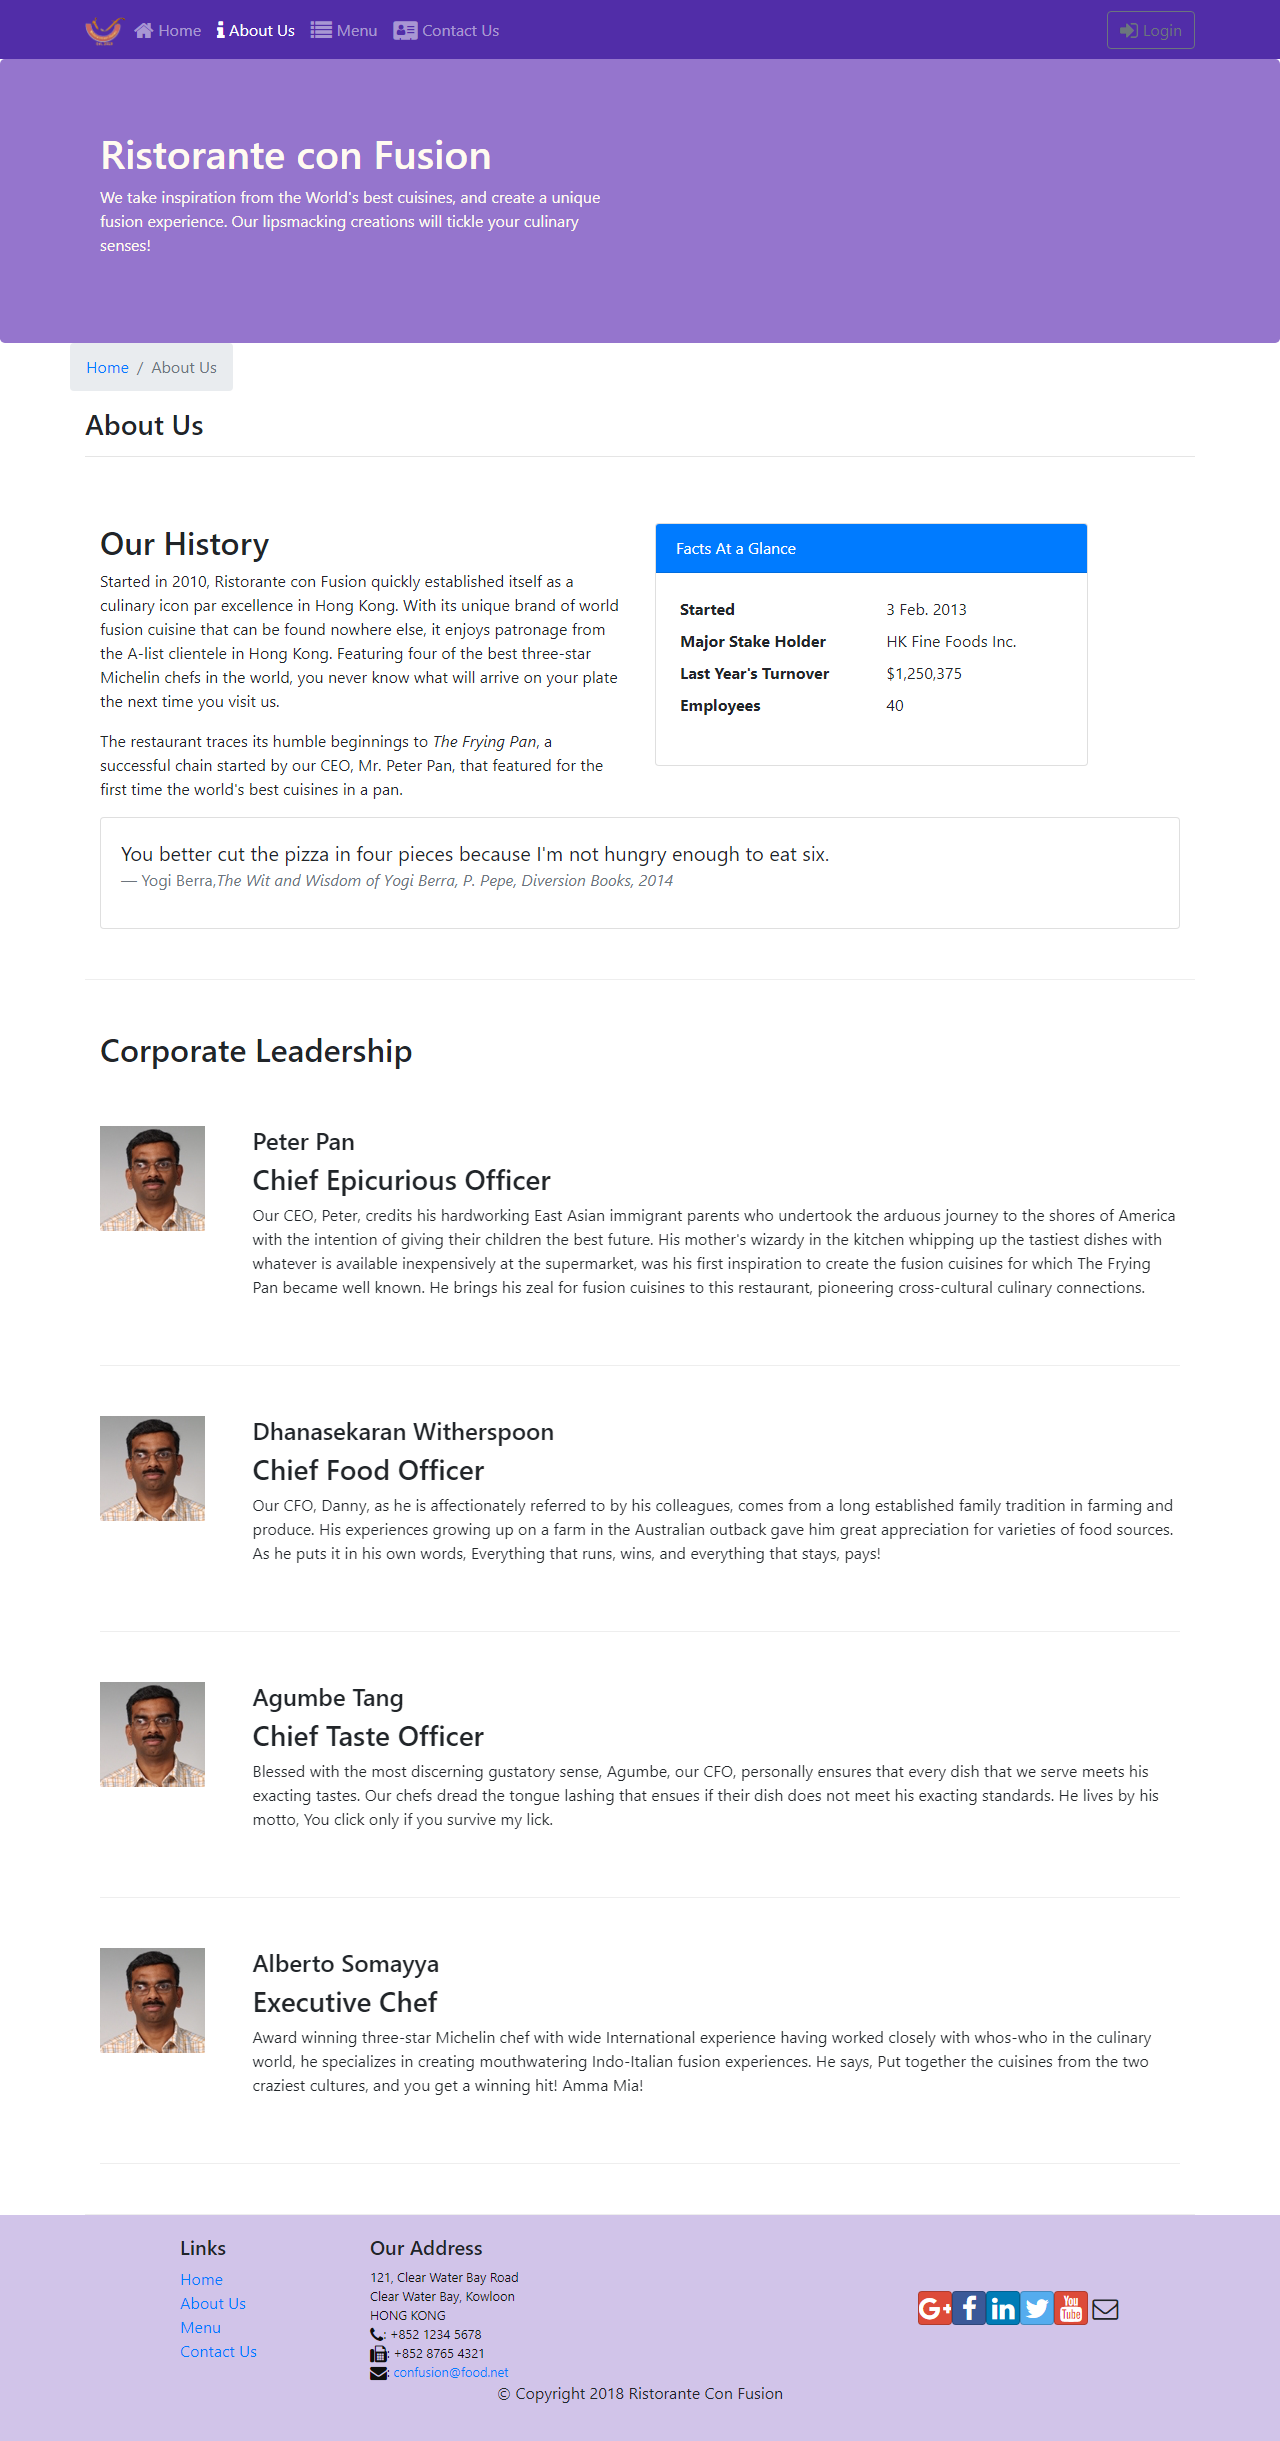 Home About Us Menu Contact Us Login
Ristorante con Fusion
We take inspiration from the World's best cuisines, and create a unique
fusion experience. Our lipsmacking creations will tickle your culinary
senses!
Home / About Us
About Us
Our History
Started in 2010, Ristorante con Fusion quickly established itself as a
culinary icon par excellence in Hong Kong. With its unique brand of world
fusion cuisine that can be found nowhere else, it enjoys patronage from
the A-list clientele in Hong Kong. Featuring four of the best three-star
Michelin chefs in the world, you never know what will arrive on your plate
the next time you visit us.
The restaurant traces its humble beginnings to The Frying Pan, a
successful chain started by our CEO, Mr. Peter Pan, that featured for the
first time the world's best cuisines in a pan.
Facts At a Glance
Started 3 Feb. 2013
Major Stake Holder HK Fine Foods Inc.
Last Year's Turnover $1,250,375
Employees 40
You better cut the pizza in four pieces because I'm not hungry enough to eat six.
— Yogi Berra,The Wit and Wisdom of Yogi Berra, P. Pepe, Diversion Books, 2014
Corporate Leadership
Peter Pan
Chief Epicurious Officer
Our CEO, Peter, credits his hardworking East Asian immigrant parents who undertook the arduous journey to the shores of America
with the intention of giving their children the best future. His mother's wizardy in the kitchen whipping up the tastiest dishes with
whatever is available inexpensively at the supermarket, was his first inspiration to create the fusion cuisines for which The Frying
Pan became well known. He brings his zeal for fusion cuisines to this restaurant, pioneering cross-cultural culinary connections.
Dhanasekaran Witherspoon
Chief Food Officer
Our CFO, Danny, as he is affectionately referred to by his colleagues, comes from a long established family tradition in farming and
produce. His experiences growing up on a farm in the Australian outback gave him great appreciation for varieties of food sources.
As he puts it in his own words, Everything that runs, wins, and everything that stays, pays!
Agumbe Tang
Chief Taste Officer
Blessed with the most discerning gustatory sense, Agumbe, our CFO, personally ensures that every dish that we serve meets his
exacting tastes. Our chefs dread the tongue lashing that ensues if their dish does not meet his exacting standards. He lives by his
motto, You click only if you survive my lick.
Alberto Somayya
Executive Chef
Award winning three-star Michelin chef with wide International experience having worked closely with whos-who in the culinary
world, he specializes in creating mouthwatering Indo-Italian fusion experiences. He says, Put together the cuisines from the two
craziest cultures, and you get a winning hit! Amma Mia!
Links
Home
About Us
Menu
Contact Us
Our Address
121, Clear Water Bay Road
Clear Water Bay, Kowloon
HONG KONG
: +852 1234 5678
: +852 8765 4321
: confusion@food.net
G+ f in You Tube
© Copyright 2018 Ristorante Con Fusion